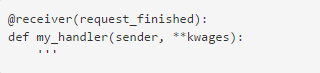 @receiver(request_finished):
def my_handler(sender, **kwages):
    '''